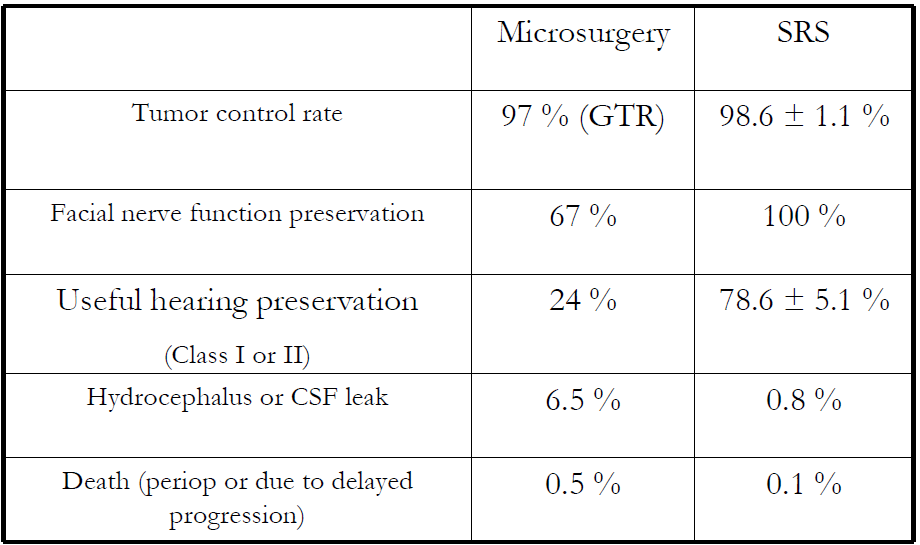 Microsurgery SRS
Tumor control rate 97 % (GTR) 98.6 ± 1.1 %
Facial nerve function preservation 67 % 100 %
Useful hearing preservation 24 % 78.6 ± 5.1 %
(Class I or II)
Hydrocephalus or CSF leak 6.5 % 0.8 %
Death (periop or due to delayed 0.5 % 0.1 %
progression)